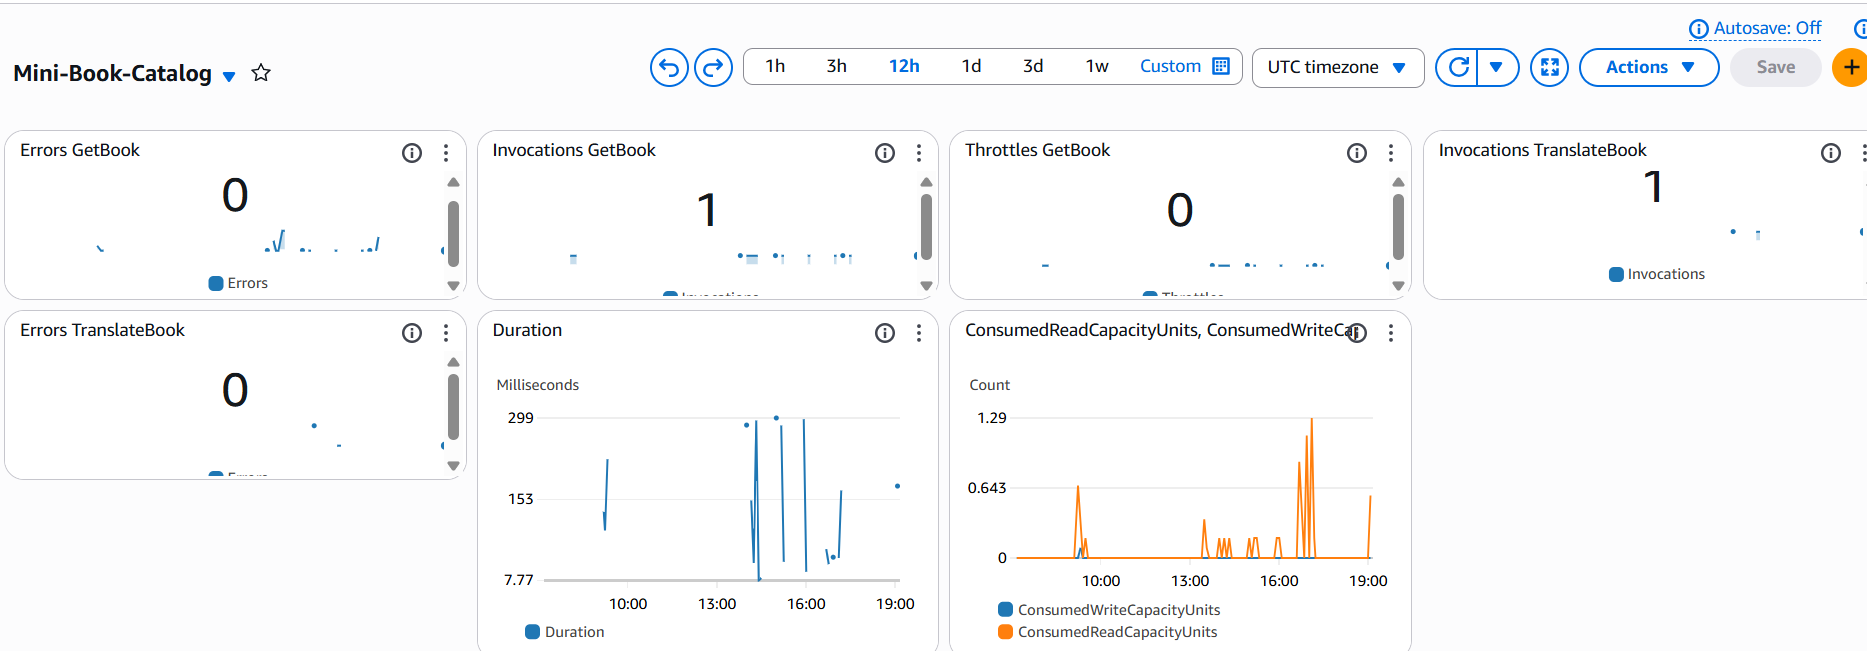 Autosave: Off
Mini-Book-Catalog
1h 3h 12h 1d 3d 1w Custom
UTC timezone
Actions
Save
Errors GetBook
0
Errors
Invocations GetBook
1
Invocations
Throttles GetBook
0
Throttles
Invocations TranslateBook
1
Invocations
Errors TranslateBook
0
Errors
Duration
Milliseconds
299
153
7.77
10:00 13:00 16:00 19:00
Duration
ConsumedReadCapacityUnits, ConsumedWriteCa
Count
1.29
0.643
0
10:00 13:00 16:00 19:00
ConsumedWriteCapacityUnits
ConsumedReadCapacityUnits